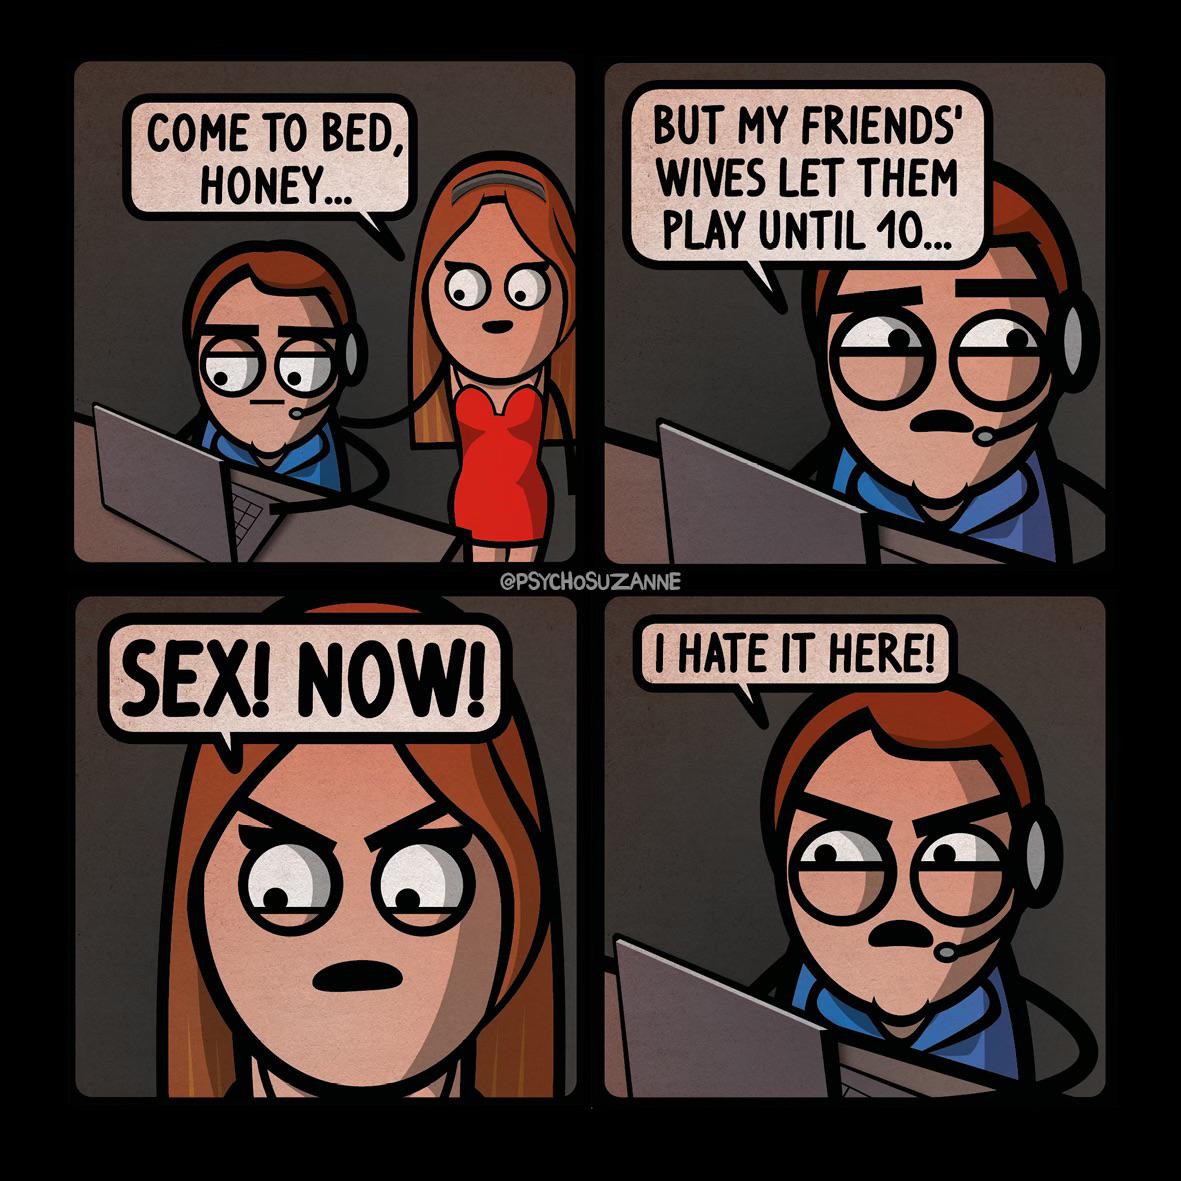 COME TO BED,
HONEY...
BUT MY FRIENDS'
WIVES LET THEM
PLAY UNTIL 10...
@PSYCHOSUZANNE
SEX! NOW!
I HATE IT HERE!